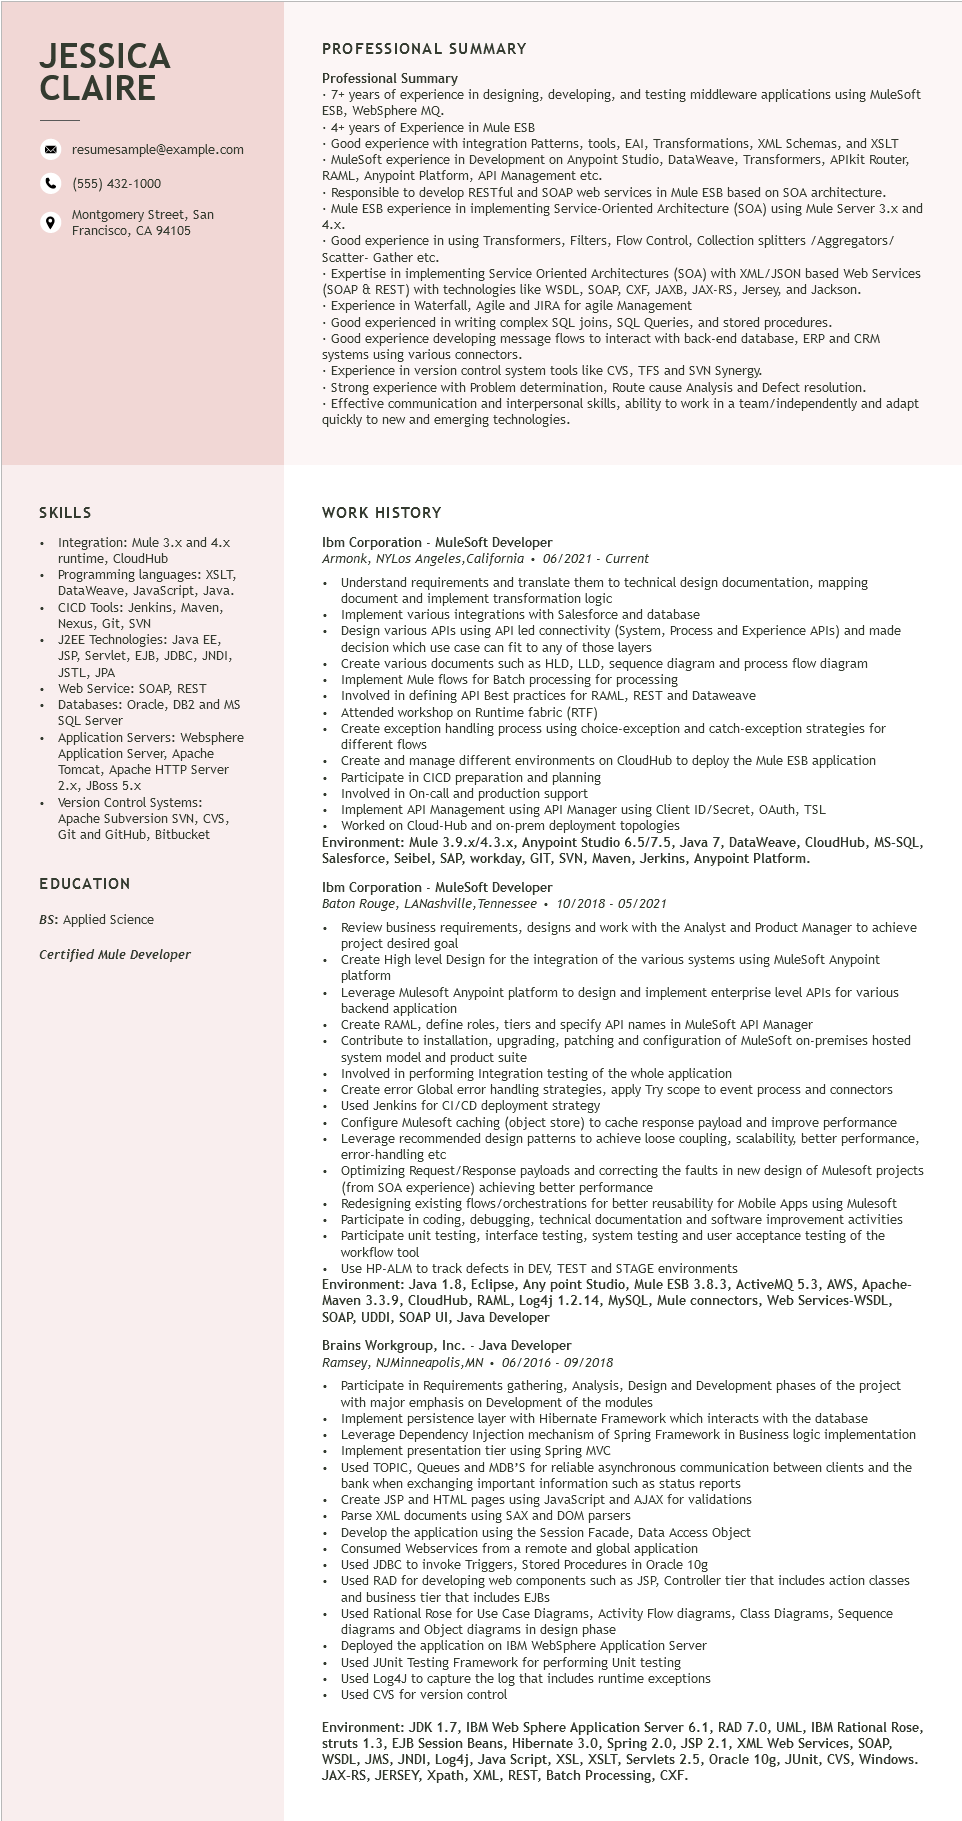 JESSICA
CLAIRE
resumesample@example.com
(555) 432-1000
Montgomery Street, San
Francisco, CA 94105
PROFESSIONAL SUMMARY
Professional Summary
· 7+ years of experience in designing, developing, and testing middleware applications using MuleSoft
ESB, WebSphere MQ.
· 4+ years of Experience in Mule ESB
· Good experience with integration Patterns, tools, EAI, Transformations, XML Schemas, and XSLT
· MuleSoft experience in Development on Anypoint Studio, DataWeave, Transformers, APIkit Router,
RAML, Anypoint Platform, API Management etc.
· Responsible to develop RESTful and SOAP web services in Mule ESB based on SOA architecture.
· Mule ESB experience in implementing Service-Oriented Architecture (SOA) using Mule Server 3.x and
4.x.
· Good experience in using Transformers, Filters, Flow Control, Collection splitters /Aggregators/
Scatter- Gather etc.
· Expertise in implementing Service Oriented Architectures (SOA) with XML/JSON based Web Services
(SOAP & REST) with technologies like WSDL, SOAP, CXF, JAXB, JAX-RS, Jersey, and Jackson.
· Experience in Waterfall, Agile and JIRA for agile Management
· Good experienced in writing complex SQL joins, SQL Queries, and stored procedures.
· Good experience developing message flows to interact with back-end database, ERP and CRM
systems using various connectors.
· Experience in version control system tools like CVS, TFS and SVN Synergy.
· Strong experience with Problem determination, Route cause Analysis and Defect resolution.
· Effective communication and interpersonal skills, ability to work in a team/independently and adapt
quickly to new and emerging technologies.
SKILLS
• Integration: Mule 3.x and 4.x
runtime, CloudHub
• Programming languages: XSLT,
DataWeave, JavaScript, Java.
• CICD Tools: Jenkins, Maven,
Nexus, Git, SVN
• J2EE Technologies: Java EE,
JSP, Servlet, EJB, JDBC, JNDI,
JSTL, JPA
• Web Service: SOAP, REST
• Databases: Oracle, DB2 and MS
SQL Server
• Application Servers: Websphere
Application Server, Apache
Tomcat, Apache HTTP Server
2.x, JBoss 5.x
• Version Control Systems:
Apache Subversion SVN, CVS,
Git and GitHub, Bitbucket
EDUCATION
BS: Applied Science
Certified Mule Developer
WORK HISTORY
Ibm Corporation - MuleSoft Developer
Armonk, NYLos Angeles,California • 06/2021 - Current
• Understand requirements and translate them to technical design documentation, mapping
document and implement transformation logic
• Implement various integrations with Salesforce and database
• Design various APIs using API led connectivity (System, Process and Experience APIs) and made
decision which use case can fit to any of those layers
• Create various documents such as HLD, LLD, sequence diagram and process flow diagram
• Implement Mule flows for Batch processing for processing
• Involved in defining API Best practices for RAML, REST and Dataweave
• Attended workshop on Runtime fabric (RTF)
• Create exception handling process using choice-exception and catch-exception strategies for
different flows
• Create and manage different environments on CloudHub to deploy the Mule ESB application
• Participate in CICD preparation and planning
• Involved in On-call and production support
• Implement API Management using API Manager using Client ID/Secret, OAuth, TSL
• Worked on Cloud-Hub and on-prem deployment topologies
Environment: Mule 3.9.x/4.3.x, Anypoint Studio 6.5/7.5, Java 7, DataWeave, CloudHub, MS-SQL,
Salesforce, Seibel, SAP, workday, GIT, SVN, Maven, Jerkins, Anypoint Platform.
Ibm Corporation - MuleSoft Developer
Baton Rouge, LANashville,Tennessee • 10/2018 - 05/2021
• Review business requirements, designs and work with the Analyst and Product Manager to achieve
project desired goal
• Create High level Design for the integration of the various systems using MuleSoft Anypoint
platform
• Leverage Mulesoft Anypoint platform to design and implement enterprise level APIs for various
backend application
• Create RAML, define roles, tiers and specify API names in MuleSoft API Manager
• Contribute to installation, upgrading, patching and configuration of MuleSoft on-premises hosted
system model and product suite
• Involved in performing Integration testing of the whole application
• Create error Global error handling strategies, apply Try scope to event process and connectors
• Used Jenkins for CI/CD deployment strategy
• Configure Mulesoft caching (object store) to cache response payload and improve performance
• Leverage recommended design patterns to achieve loose coupling, scalability, better performance,
error-handling etc
• Optimizing Request/Response payloads and correcting the faults in new design of Mulesoft projects
(from SOA experience) achieving better performance
• Redesigning existing flows/orchestrations for better reusability for Mobile Apps using Mulesoft
• Participate in coding, debugging, technical documentation and software improvement activities
• Participate unit testing, interface testing, system testing and user acceptance testing of the
workflow tool
• Use HP-ALM to track defects in DEV, TEST and STAGE environments
Environment: Java 1.8, Eclipse, Any point Studio, Mule ESB 3.8.3, ActiveMQ 5.3, AWS, Apache-
Maven 3.3.9, CloudHub, RAML, Log4j 1.2.14, MySQL, Mule connectors, Web Services-WSDL,
SOAP, UDDI, SOAP UI, Java Developer
Brains Workgroup, Inc. - Java Developer
Ramsey, NJMinneapolis,MN • 06/2016 - 09/2018
• Participate in Requirements gathering, Analysis, Design and Development phases of the project
with major emphasis on Development of the modules
• Implement persistence layer with Hibernate Framework which interacts with the database
• Leverage Dependency Injection mechanism of Spring Framework in Business logic implementation
• Implement presentation tier using Spring MVC
• Used TOPIC, Queues and MDB’S for reliable asynchronous communication between clients and the
bank when exchanging important information such as status reports
• Create JSP and HTML pages using JavaScript and AJAX for validations
• Parse XML documents using SAX and DOM parsers
• Develop the application using the Session Facade, Data Access Object
• Consumed Webservices from a remote and global application
• Used JDBC to invoke Triggers, Stored Procedures in Oracle 10g
• Used RAD for developing web components such as JSP, Controller tier that includes action classes
and business tier that includes EJBs
• Used Rational Rose for Use Case Diagrams, Activity Flow diagrams, Class Diagrams, Sequence
diagrams and Object diagrams in design phase
• Deployed the application on IBM WebSphere Application Server
• Used JUnit Testing Framework for performing Unit testing
• Used Log4J to capture the log that includes runtime exceptions
• Used CVS for version control
Environment: JDK 1.7, IBM Web Sphere Application Server 6.1, RAD 7.0, UML, IBM Rational Rose,
struts 1.3, EJB Session Beans, Hibernate 3.0, Spring 2.0, JSP 2.1, XML Web Services, SOAP,
WSDL, JMS, JNDI, Log4j, Java Script, XSL, XSLT, Servlets 2.5, Oracle 10g, JUnit, CVS, Windows.
JAX-RS, JERSEY, Xpath, XML, REST, Batch Processing, CXF.